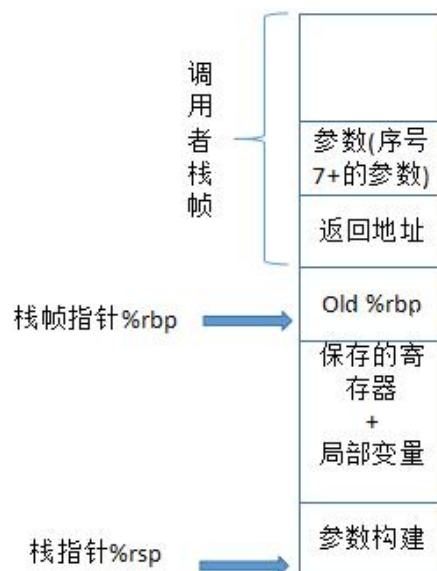 调
用
者
栈
帧
参数(序号
7+的参数)
返回地址
栈帧指针%rbp
Old %rbp
保存的寄
存器
+
局部变量
栈指针%rsp
参数构建